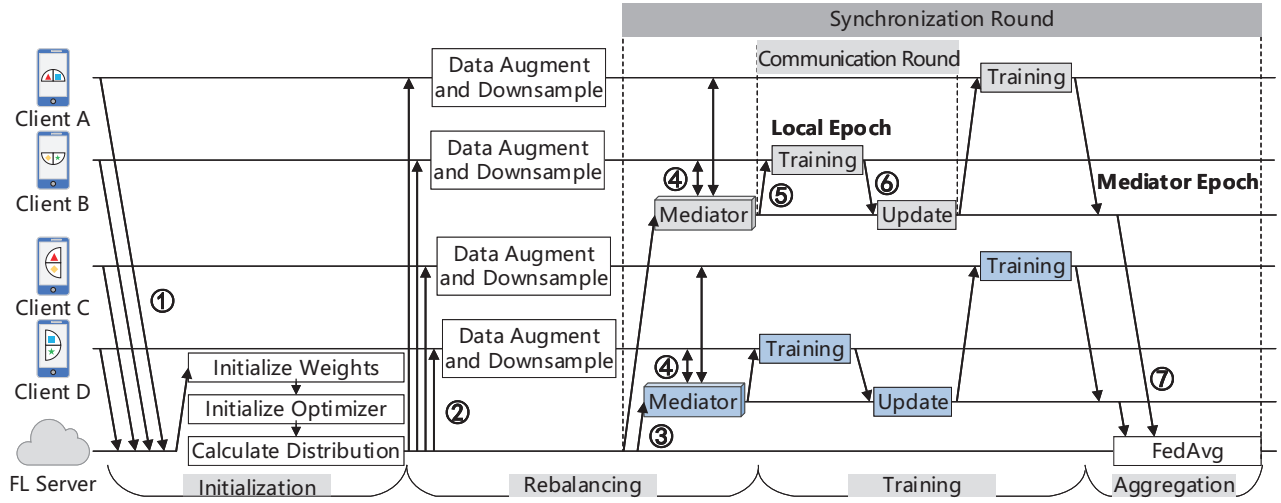 Synchronization Round
Communication Round
Client A
Data Augment
and Downsample
Training
Local Epoch
Client B
Data Augment
and Downsample
④
Training
⑤
⑥
Mediator Epoch
Mediator
Update
Client C
①
Data Augment
and Downsample
Training
Client D
Data Augment
and Downsample
④
Training
⑦
Initialize Weights
Initialize Optimizer
Calculate Distribution
②
Mediator
③
Update
FedAvg
FL Server
Initialization
Rebalancing
Training
Aggregation